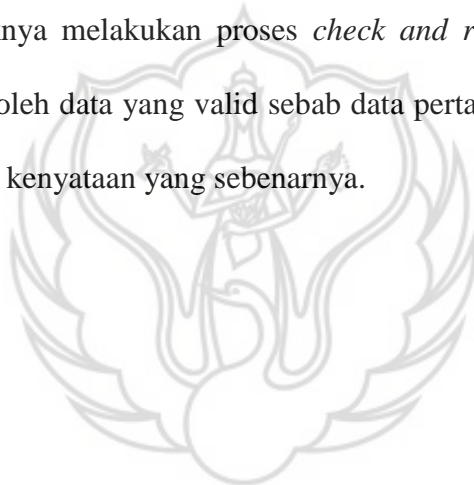 nya melakukan proses check and r
oleh data yang valid sebab data perta
kenyataan yang sebenarnya.